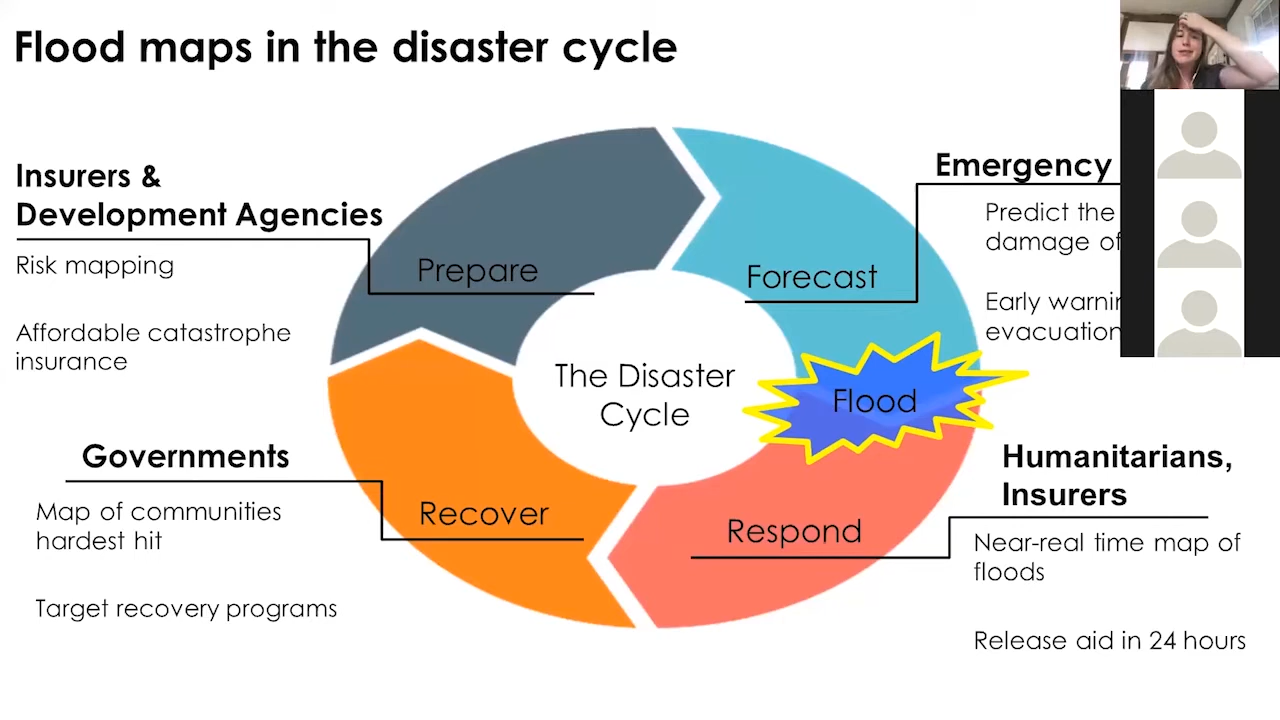 Flood maps in the disaster cycle
Insurers &
Development Agencies
Risk mapping
Affordable catastrophe
insurance
Prepare
Emergency
Predict the
damage of
Early
evacuation
Forecast
The Disaster
Cycle
Flood
Governments
Map of communities
hardest hit
Target recovery programs
Recover
Respond
Humanitarians,
Insurers
Near-real time map of
floods
Release aid in 24 hours